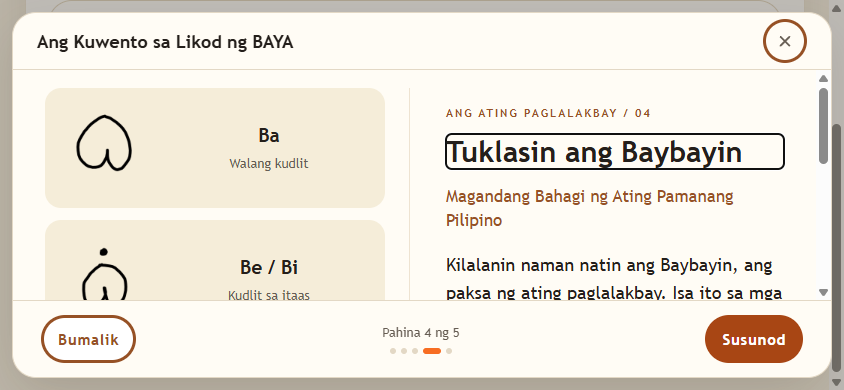 Ang Kuwento sa Likod ng BAYA
ᜊ
Ba
Walang kudlit
ᜊᜒ
Be / Bi
Kudlit sa itaas
ANG ATING PAGLALAKBAY / 04
Tuklasin ang Baybayin
Magandang Bahagi ng Ating Pamanang
Pilipino
Kilalanin naman natin ang Baybayin, ang
paksa ng ating paglalakbay. Isa ito sa mga
Bumalik
Pahina 4 ng 5
Susunod